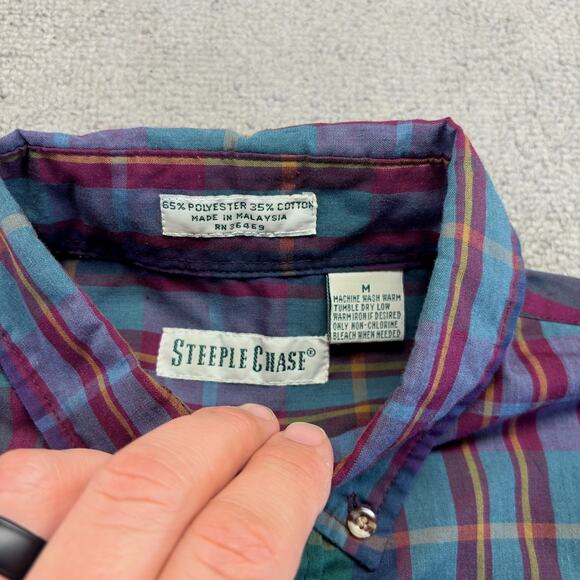 65% POLYESTER 35% COTTON
MADE IN MALAYSIA
RN 36469
M
MACHINE WASH WARM
TUMBLE DRY LOW
WARM IRON IF DESIRED
ONLY NON-CHLORINE
BLEACH WHEN NEEDED
STEEPLE CHASE®